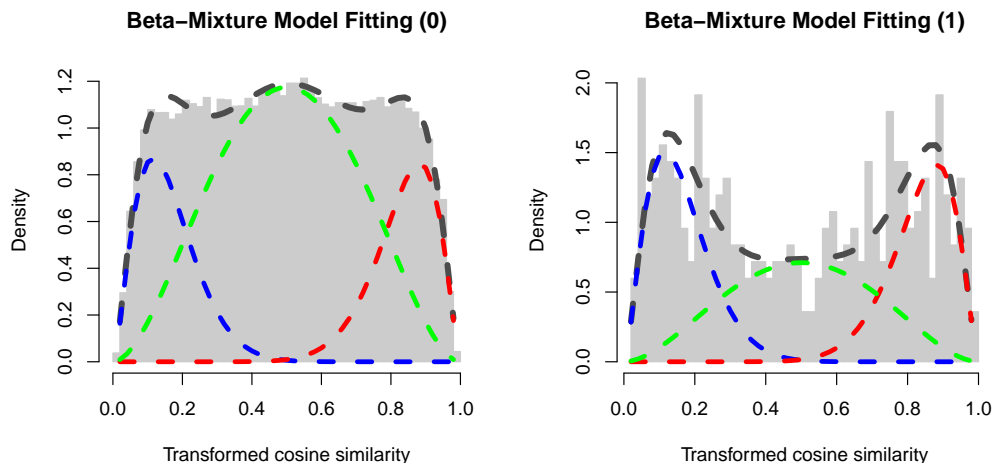 Beta−Mixture Model Fitting (0)
Density
0.0 0.2 0.4 0.6 0.8 1.0 1.2
0.0 0.2 0.4 0.6 0.8 1.0
Transformed cosine similarity
Beta−Mixture Model Fitting (1)
Density
0.0 0.5 1.0 1.5 2.0
0.0 0.2 0.4 0.6 0.8 1.0
Transformed cosine similarity